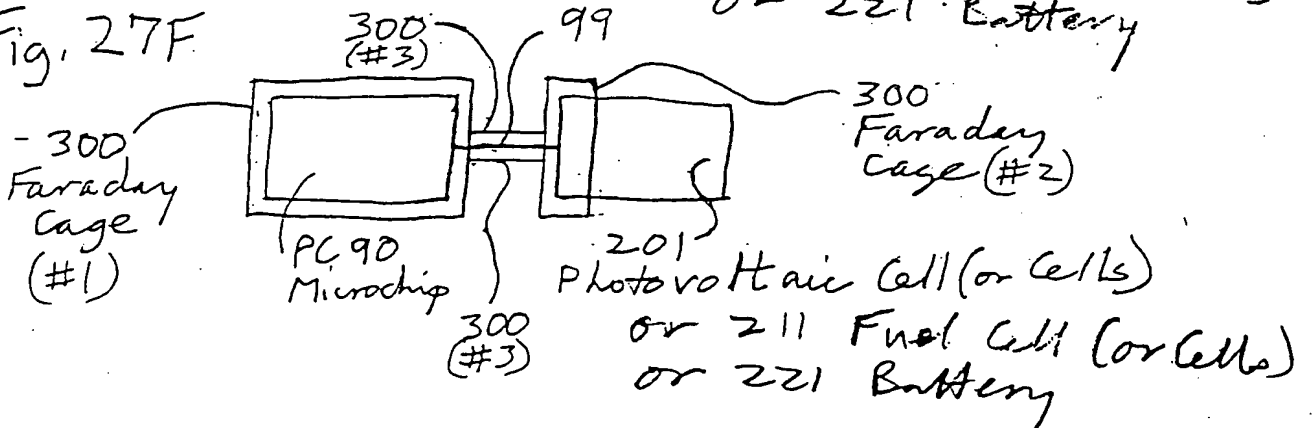 or 221 Battery
Fig. 27F
300
(#3)
99
300
Faraday
Cage
(#1)
300
Faraday
Cage (#2)
PC 90
Microchip
300
(#3)
201
Photovoltaic Cell (or Cells)
or 211 Fuel Cell (or Cells)
or 221 Battery